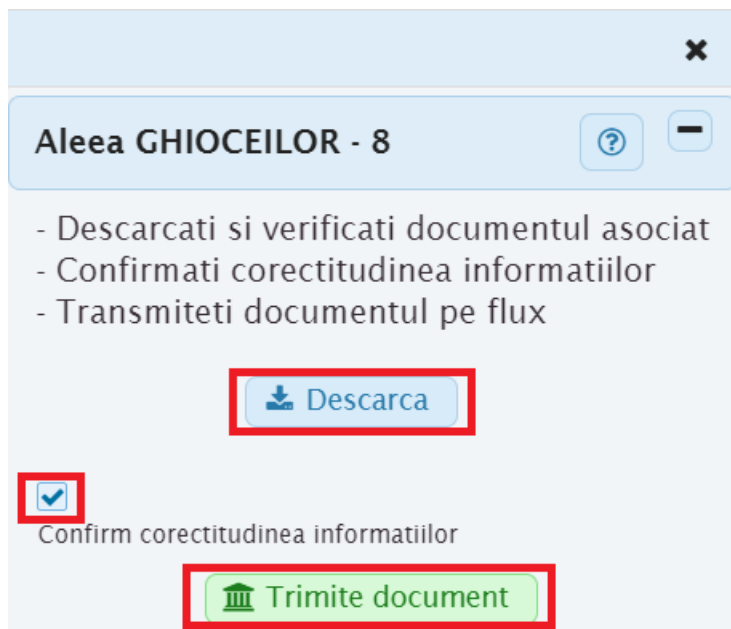 Aleea GHIOCEILOR - 8
- Descarcati si verificati documentul asociat
- Confirmati corectitudinea informatiilor
- Transmiteti documentul pe flux
Descarca
Confirm corectitudinea informatiilor
Trimite document